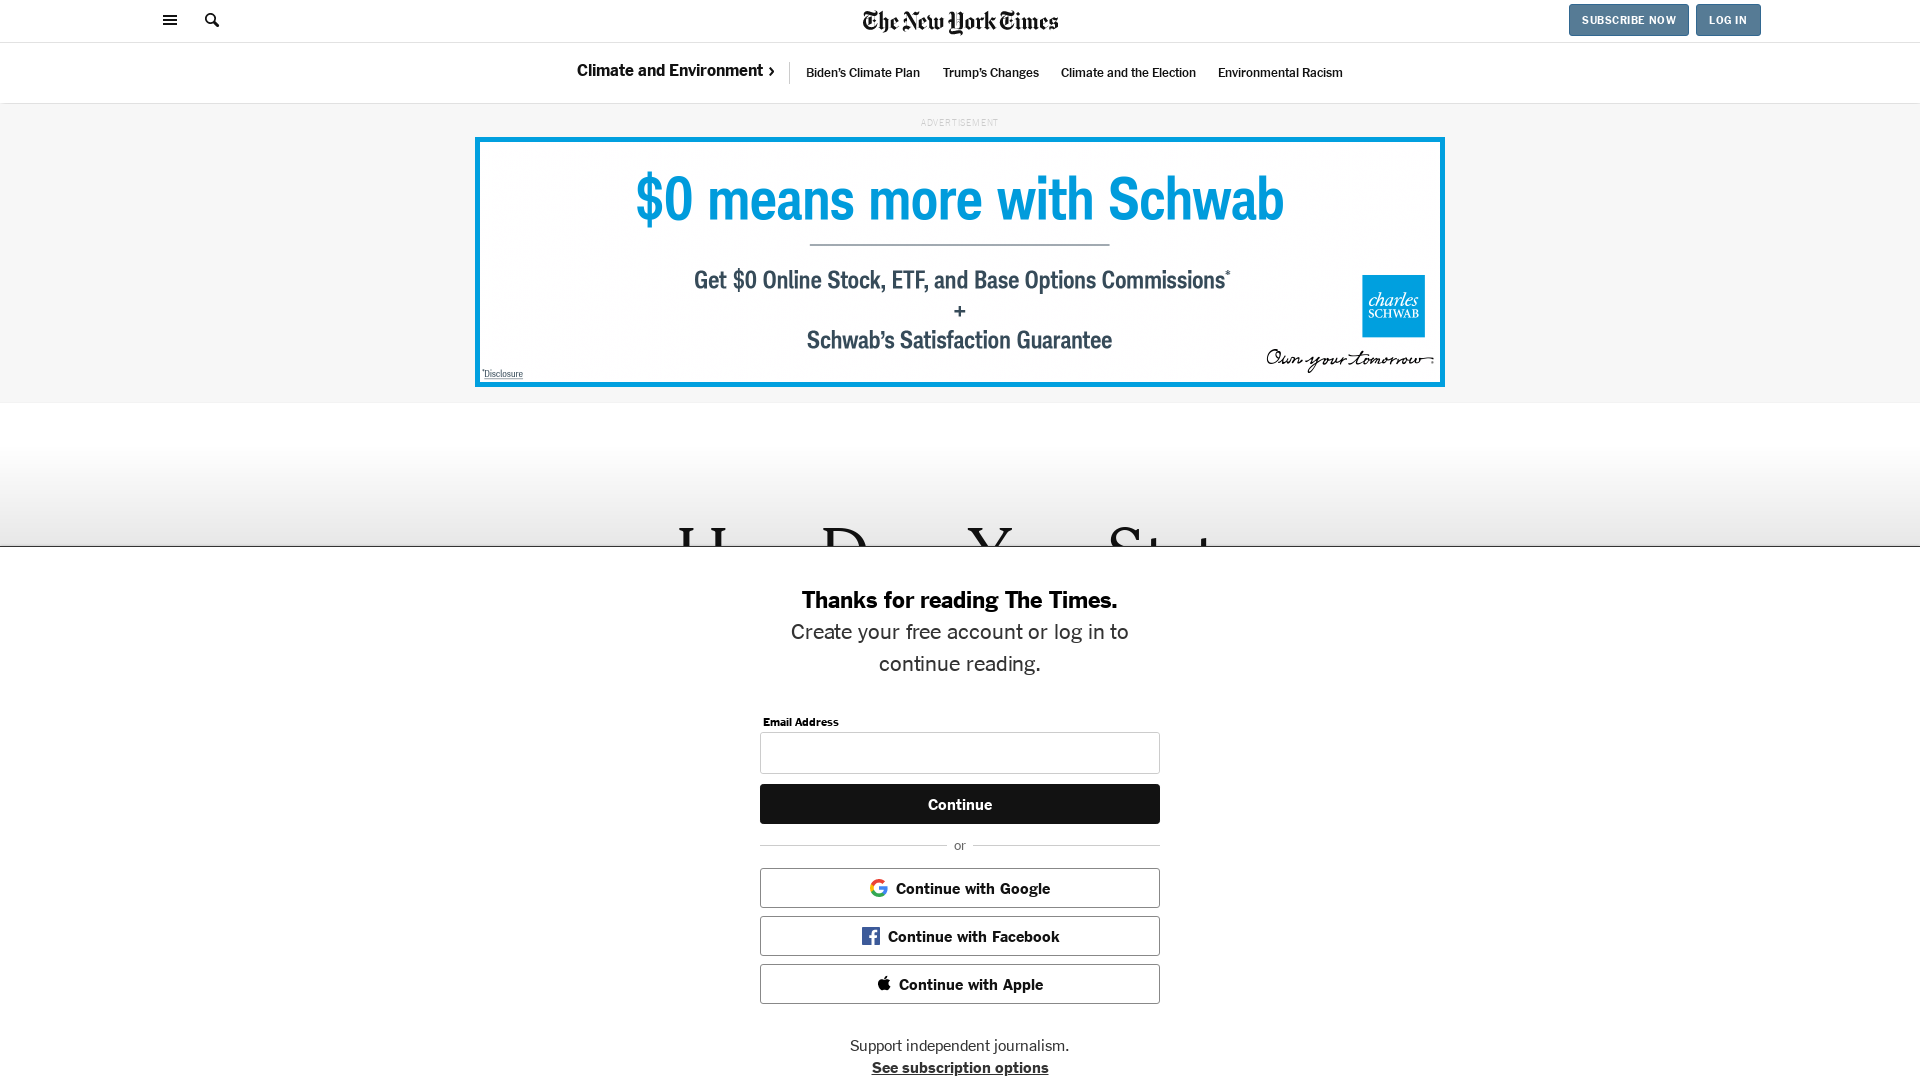 The New York Times
SUBSCRIBE NOW
LOG IN
Climate and Environment ›
Biden's Climate Plan
Trump's Changes
Climate and the Election
Environmental Racism
ADVERTISEMENT
$0 means more with Schwab
Get $0 Online Stock, ETF, and Base Options Commissions*
+
Schwab's Satisfaction Guarantee
charles
SCHWAB
Own your tomorrow
*Disclosure
Thanks for reading The Times.
Create your free account or log in to
continue reading.
Email Address
Continue
or
Continue with Google
Continue with Facebook
Continue with Apple
Support independent journalism.
See subscription options